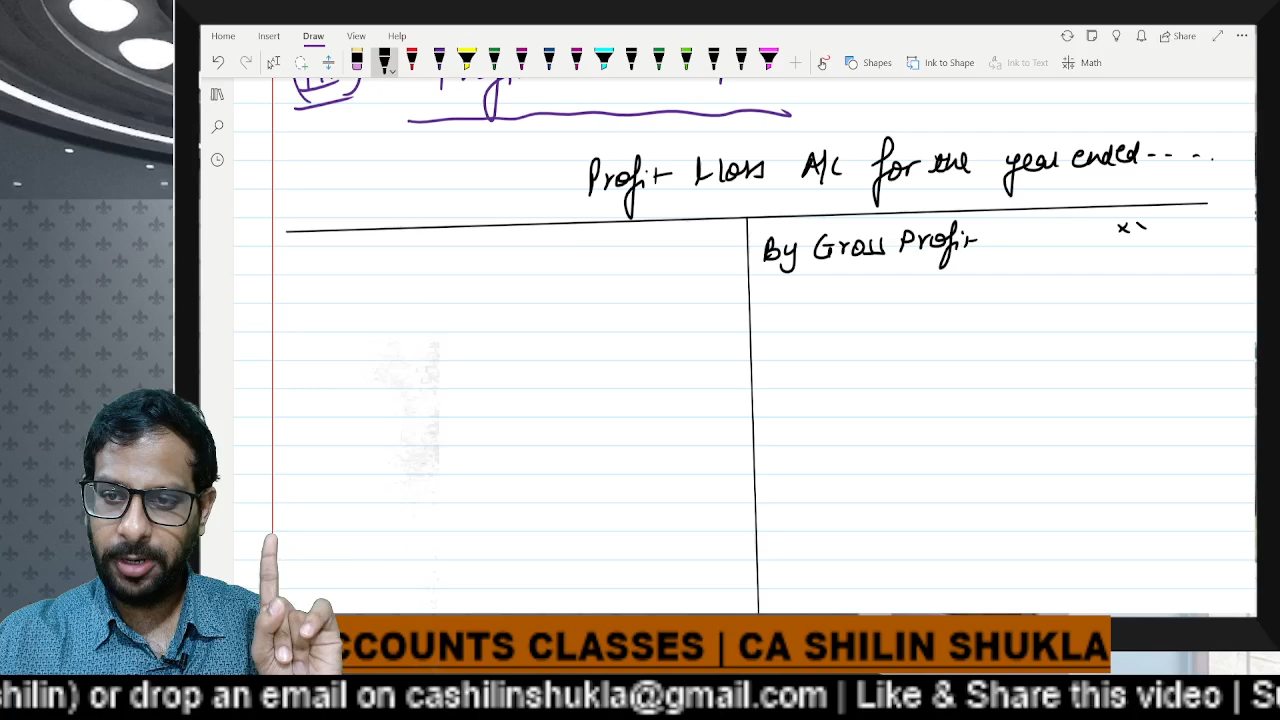 Home Insert Draw View Help Share
Shapes Ink to Shape Ink to Text Math
Profit & Loss A/c for the year ended-- - .
By Gross Profit xx
CCOUNTS CLASSES | CA SHILIN SHUKLA
shilin) or drop an email on cashilinshukla@gmail.com | Like & Share this video | S